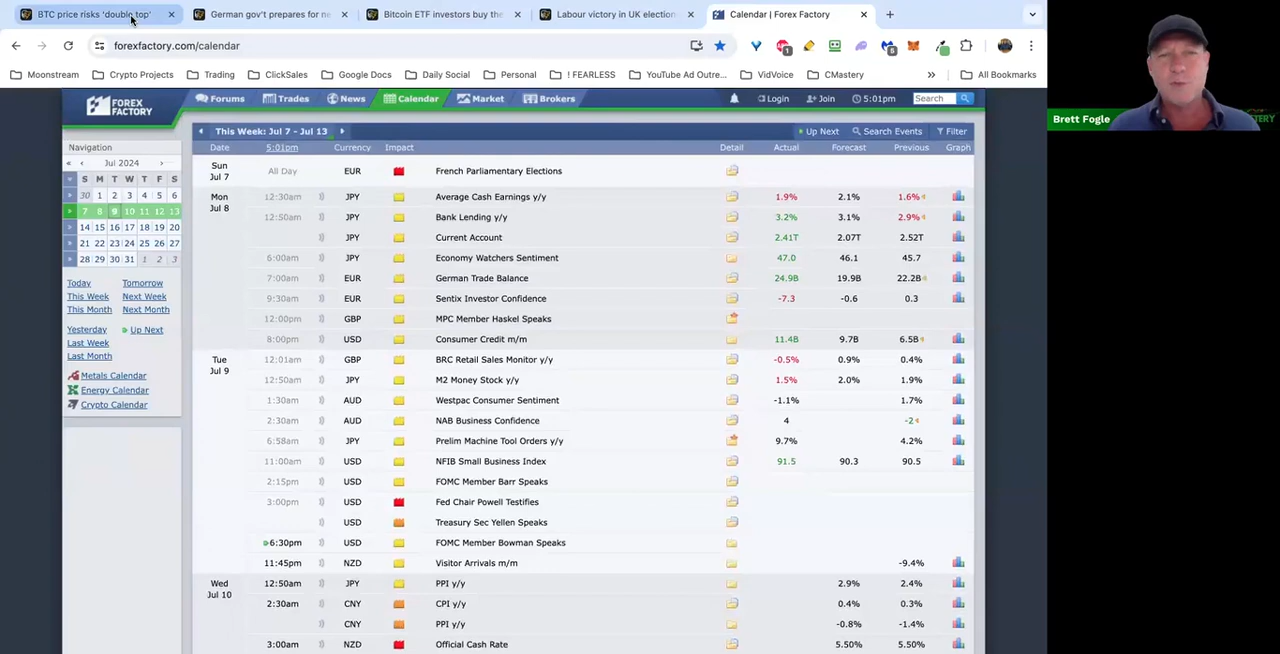 BTC price risks 'double top'
German gov't prepares for ne
Bitcoin ETF investors buy the
Labour victory in UK election
Calendar | Forex Factory
forexfactory.com/calendar
Moonstream
Crypto Projects
Trading
ClickSales
Google Docs
Daily Social
Personal
! FEARLESS
YouTube Ad Outre...
VidVoice
CMastery
»
All Bookmarks
Brett Fogle
FOREX FACTORY
Forums
Trades
News
Calendar
Market
Brokers
Login
Join
5:01pm
Search
Navigation
Jul 2024
S M T W T F S
30 1 2 3 4 5 6
7 8 9 10 11 12 13
14 15 16 17 18 19 20
21 22 23 24 25 26 27
28 29 30 31 1 2 3
Today Tomorrow
This Week Next Week
This Month Next Month
Yesterday Up Next
Last Week
Last Month
Metals Calendar
Energy Calendar
Crypto Calendar
This Week: Jul 7 - Jul 13
Up Next Search Events Filter
Date 5:01pm Currency Impact Detail Actual Forecast Previous Graph
Sun Jul 7 All Day EUR French Parliamentary Elections
Mon Jul 8 12:30am JPY Average Cash Earnings y/y 1.9% 2.1% 1.6%
12:50am JPY Bank Lending y/y 3.2% 3.1% 2.9%
JPY Current Account 2.41T 2.07T 2.52T
6:00am JPY Economy Watchers Sentiment 47.0 46.1 45.7
7:00am EUR German Trade Balance 24.9B 19.9B 22.2B
9:30am EUR Sentix Investor Confidence -7.3 -0.6 0.3
12:00pm GBP MPC Member Haskel Speaks
8:00pm USD Consumer Credit m/m 11.4B 9.7B 6.5B
Tue Jul 9 12:01am GBP BRC Retail Sales Monitor y/y -0.5% 0.9% 0.4%
12:50am JPY M2 Money Stock y/y 1.5% 2.0% 1.9%
1:30am AUD Westpac Consumer Sentiment -1.1% 1.7%
2:30am AUD NAB Business Confidence 4 -2
6:58am JPY Prelim Machine Tool Orders y/y 9.7% 4.2%
11:00am USD NFIB Small Business Index 91.5 90.3 90.5
2:15pm USD FOMC Member Barr Speaks
3:00pm USD Fed Chair Powell Testifies
USD Treasury Sec Yellen Speaks
6:30pm USD FOMC Member Bowman Speaks
11:45pm NZD Visitor Arrivals m/m -9.4%
Wed Jul 10 12:50am JPY PPI y/y 2.9% 2.4%
2:30am CNY CPI y/y 0.4% 0.3%
CNY PPI y/y -0.8% -1.4%
3:00am NZD Official Cash Rate 5.50% 5.50%